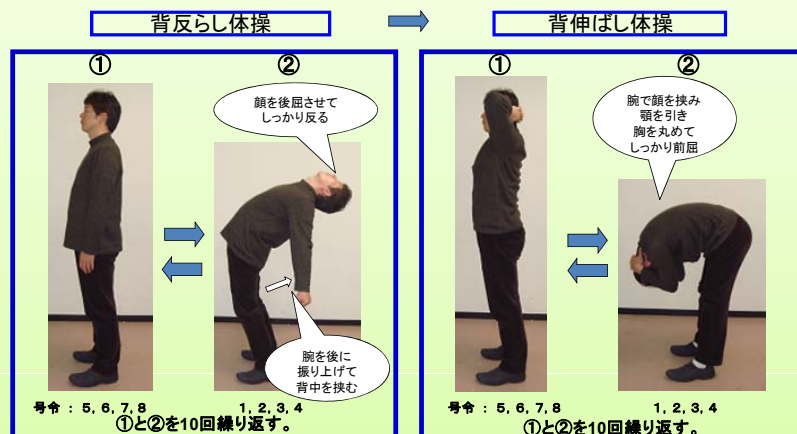 背反らし体操
背伸ばし体操
①
②
顔を後屈させて
しっかり反る
腕を後に
振り上げて
背中を挟む
号令 : 5, 6, 7, 8
1, 2, 3, 4
①と②を10回繰り返す。
①
②
腕で顔を挟み
顎を引き
胸を丸めて
しっかり前屈
号令 : 5, 6, 7, 8
1, 2, 3, 4
①と②を10回繰り返す。